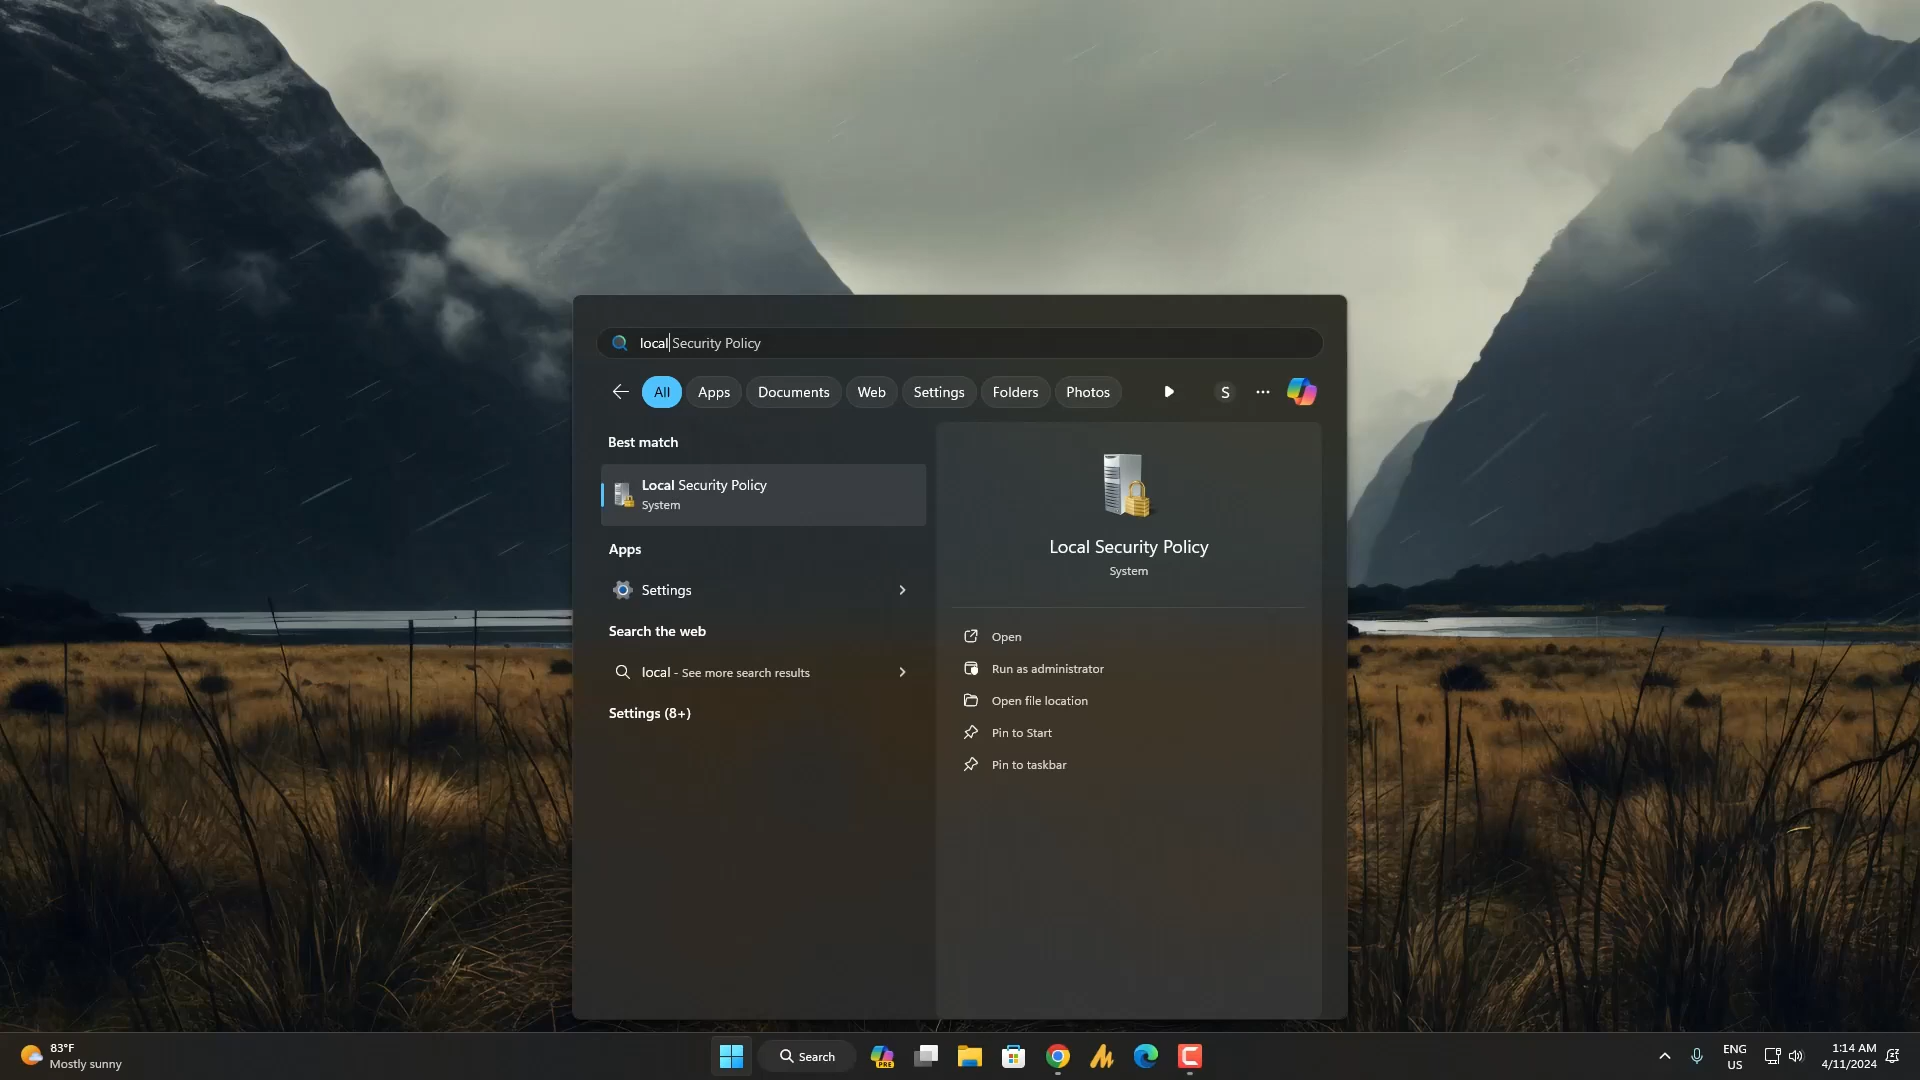 local Security Policy
All Apps Documents Web Settings Folders Photos S
Best match
Local Security Policy
System
Apps
Settings
Search the web
local - See more search results
Settings (8+)
Local Security Policy
System
Open
Run as administrator
Open file location
Pin to Start
Pin to taskbar
83°F
Mostly sunny
Search
PRE
ENG
US
1:14 AM
4/11/2024